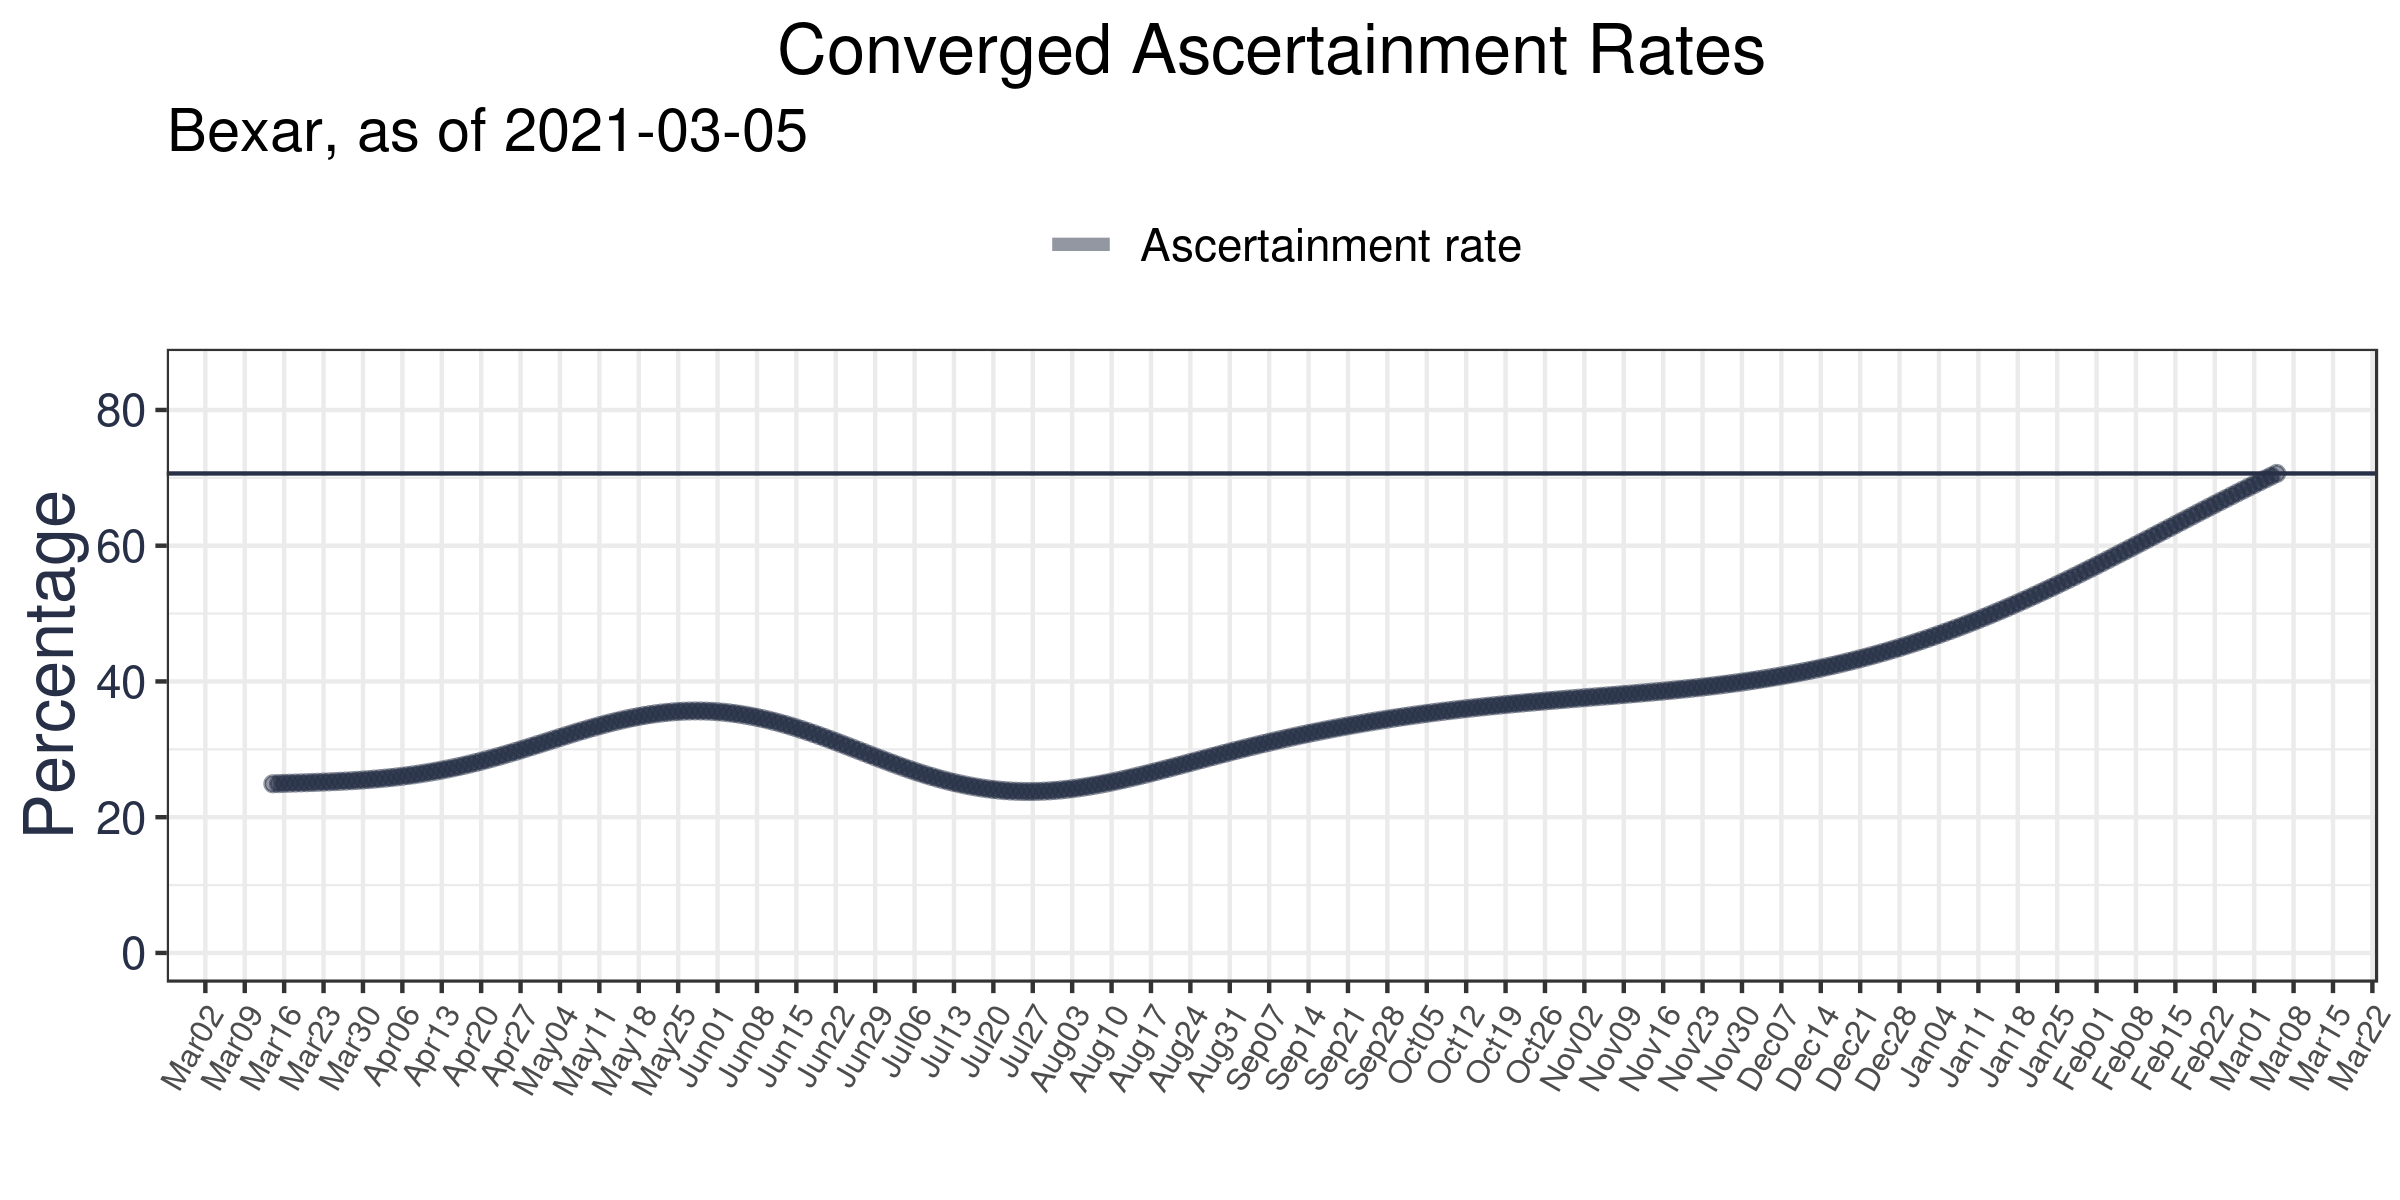 Converged Ascertainment Rates
Bexar, as of 2021-03-05
Ascertainment rate
Percentage
80
60
40
20
0
Mar02 Mar09 Mar16 Mar23 Mar30 Apr06 Apr13 Apr20 Apr27 May04 May11 May18 May25 Jun01 Jun08 Jun15 Jun22 Jun29 Jul06 Jul13 Jul20 Jul27 Aug03 Aug10 Aug17 Aug24 Aug31 Sep07 Sep14 Sep21 Sep28 Oct05 Oct12 Oct19 Oct26 Nov02 Nov09 Nov16 Nov23 Nov30 Dec07 Dec14 Dec21 Dec28 Jan04 Jan11 Jan18 Jan25 Feb01 Feb08 Feb15 Feb22 Mar01 Mar08 Mar15 Mar22